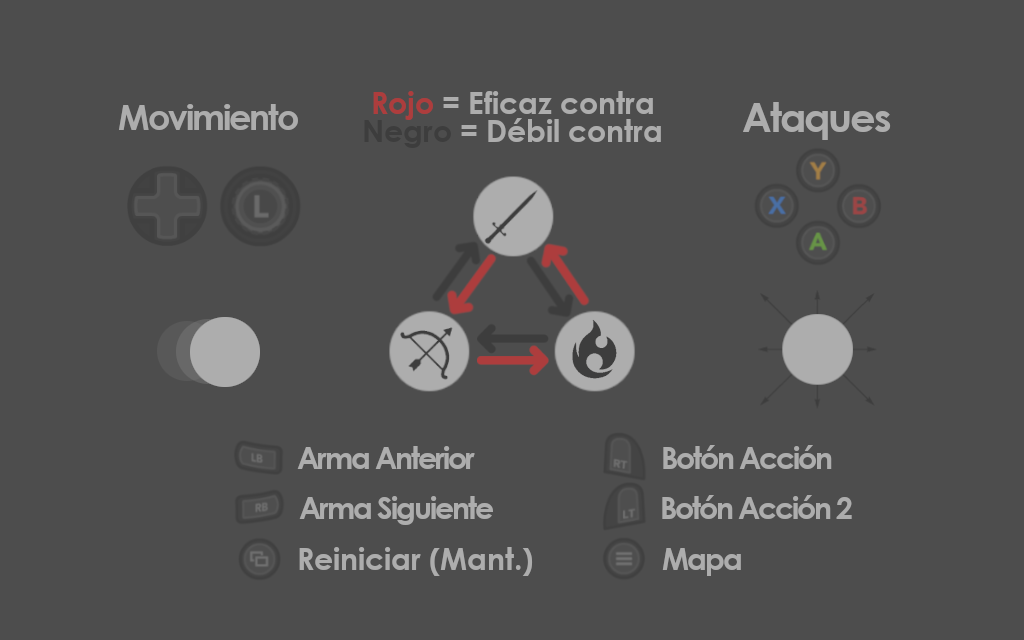 Movimiento
Rojo = Eficaz contra
Negro = Débil contra
Ataques
L
Y
X
B
A
LB
Arma Anterior
RT
Botón Acción
RB
Arma Siguiente
LT
Botón Acción 2
Reiniciar (Mant.)
Mapa